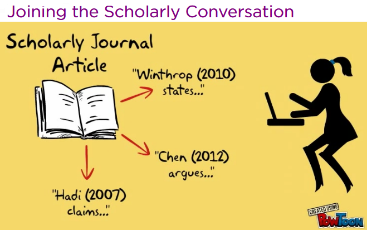 Joining the Scholarly Conversation
Scholarly Journal
Article
"Winthrop (2010)
states..."
"Chen (2012)
argues..."
"Hadi (2007)
claims..."
PowToon